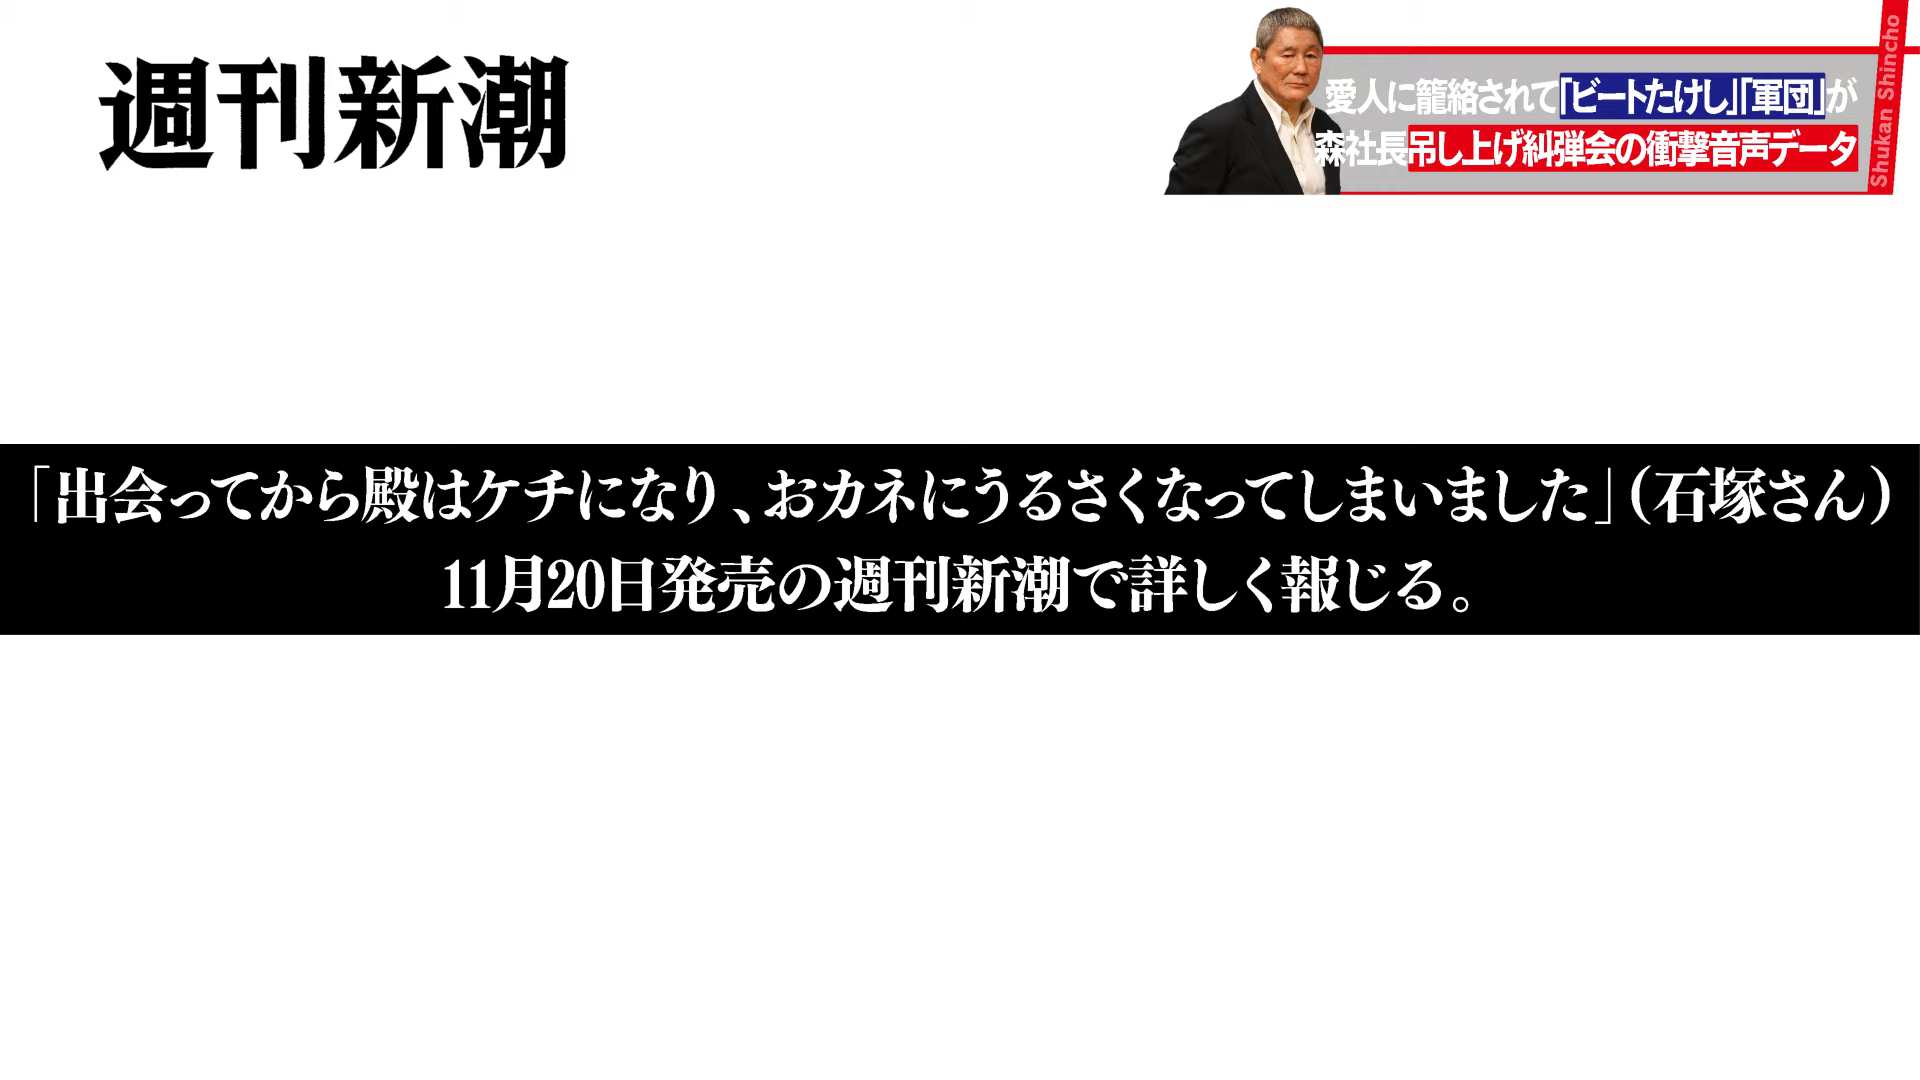 週刊新潮
愛人に籠絡されて「ビートたけし」「軍団」が
森社長吊し上げ糾弾会の衝撃音声データ
Shukan Shincho
「出会ってから殿はケチになり、おカネにうるさくなってしまいました」（石塚さん）
11月20日発売の週刊新潮で詳しく報じる。